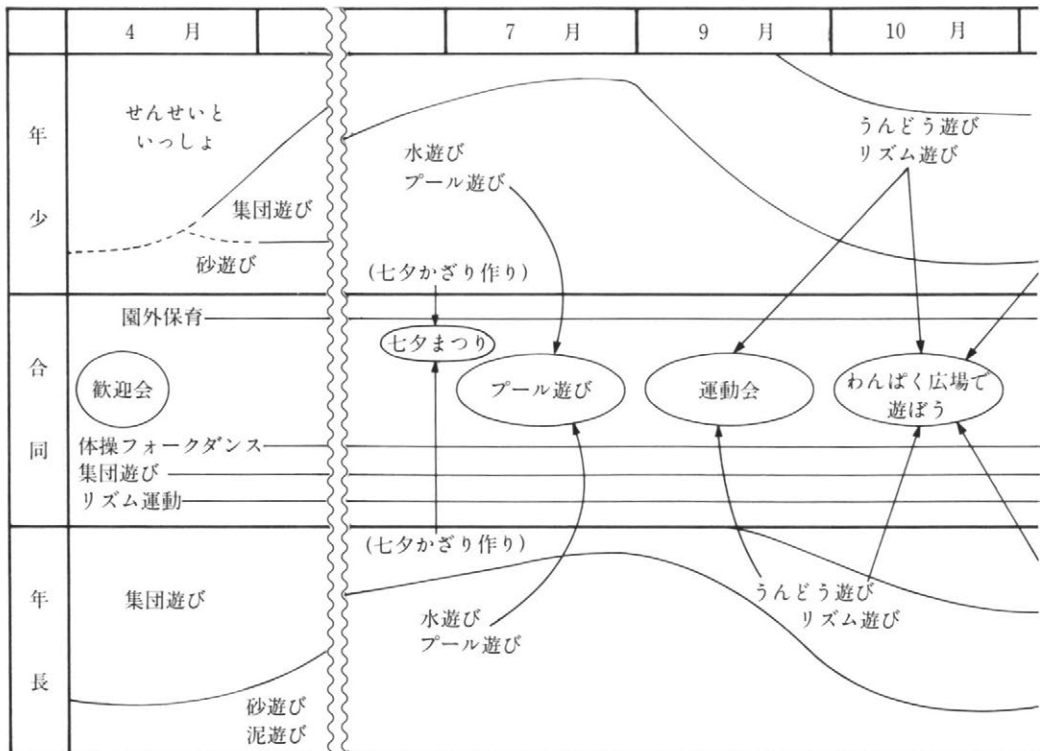 4 月 7 月 9 月 10 月
年少
せんせいと
いっしょ
集団遊び
砂遊び
水遊び
プール遊び
うんどう遊び
リズム遊び
(七夕かざり作り)
合同
園外保育
歓迎会
七夕まつり
プール遊び
運動会
わんぱく広場で
遊ぼう
体操フォークダンス
集団遊び
リズム運動
年長
(七夕かざり作り)
集団遊び
砂遊び
泥遊び
水遊び
プール遊び
うんどう遊び
リズム遊び